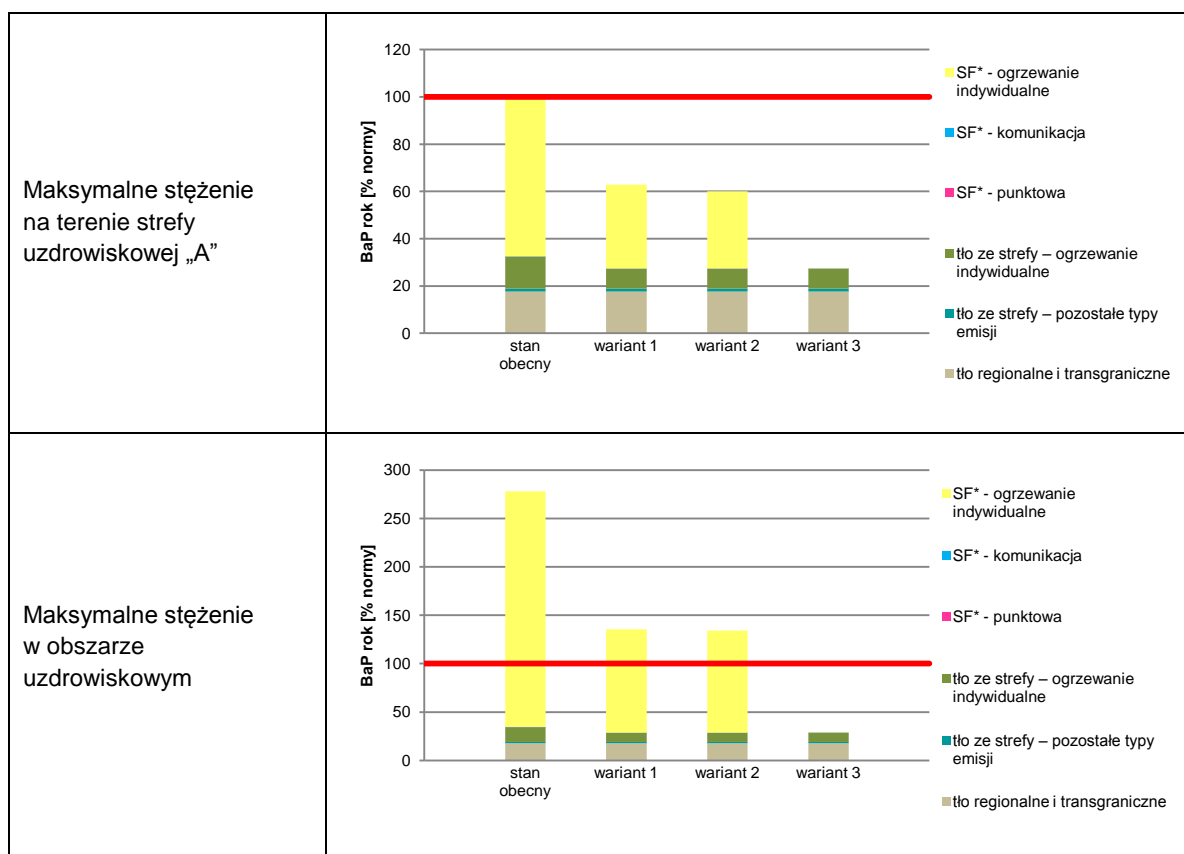 Maksymalne stężenie
na terenie strefy
uzdrowiskowej „A”
BaP rok [% normy]
120
100
80
60
40
20
0
stan
obecny
wariant 1
wariant 2
wariant 3
SF* - ogrzewanie
indywidualne
SF* - komunikacja
SF* - punktowa
tło ze strefy – ogrzewanie
indywidualne
tło ze strefy – pozostałe typy
emisji
tło regionalne i transgraniczne
Maksymalne stężenie
w obszarze
uzdrowiskowym
BaP rok [% normy]
300
250
200
150
100
50
0
stan
obecny
wariant 1
wariant 2
wariant 3
SF* - ogrzewanie
indywidualne
SF* - komunikacja
SF* - punktowa
tło ze strefy – ogrzewanie
indywidualne
tło ze strefy – pozostałe typy
emisji
tło regionalne i transgraniczne